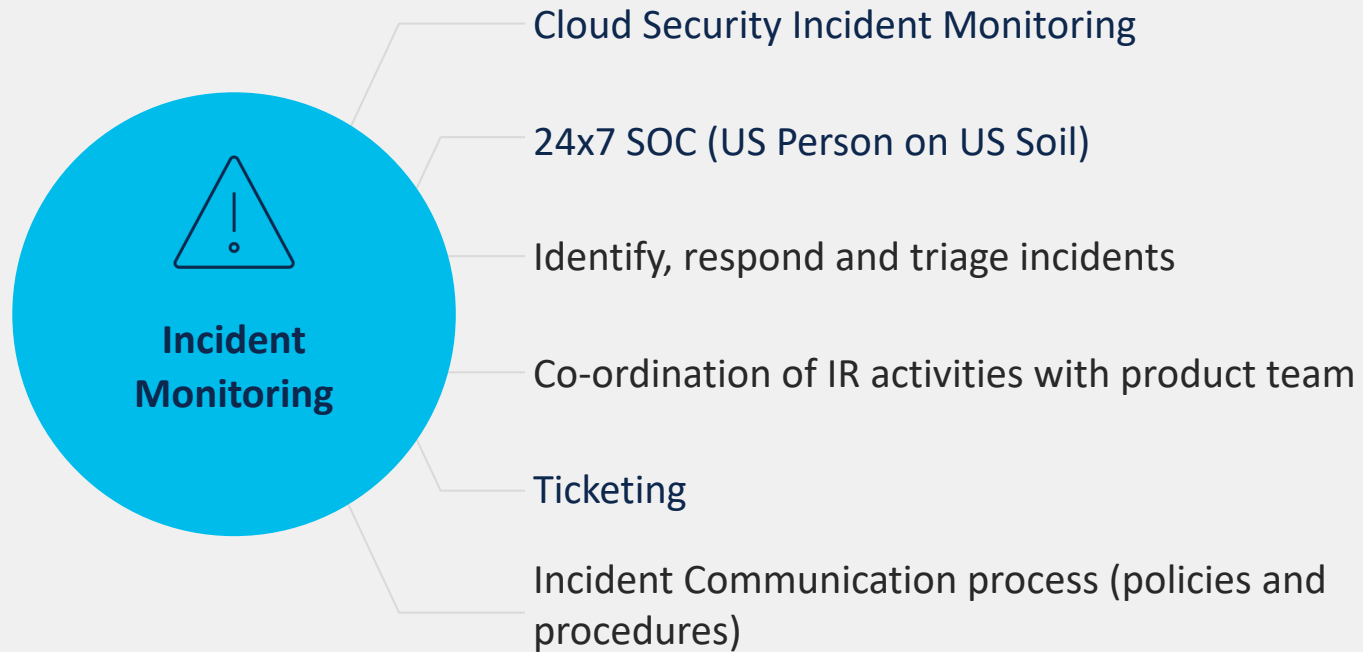 Cloud Security Incident Monitoring
24x7 SOC (US Person on US Soil)
Identify, respond and triage incidents
Incident
Monitoring
Co-ordination of IR activities with product team
Ticketing
Incident Communication process (policies and
procedures)